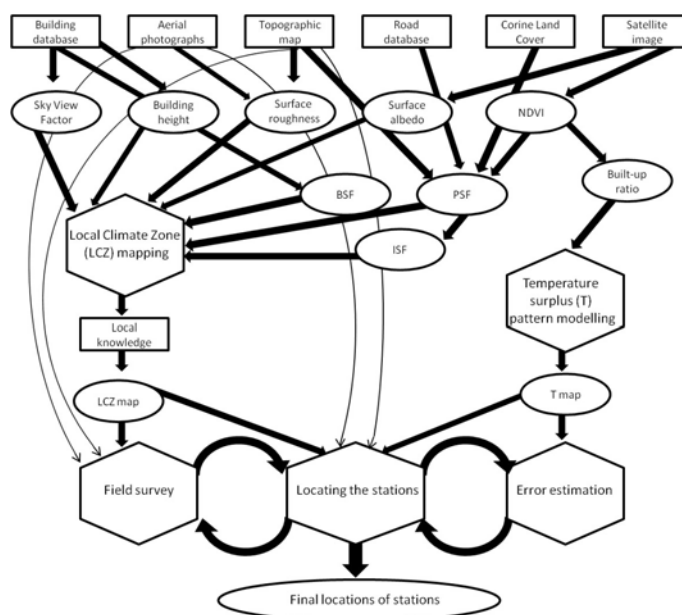 Building
database
Aerial
photographs
Topographic
map
Road
database
Corine Land
Cover
Satellite
image
Sky View
Factor
Building
height
Surface
roughness
Surface
albedo
NDVI
BSF
PSF
Built-up
ratio
Local Climate Zone
(LCZ) mapping
ISF
Temperature
surplus (T)
pattern modelling
Local
knowledge
LCZ map
T map
Field survey
Locating the stations
Error estimation
Final locations of stations